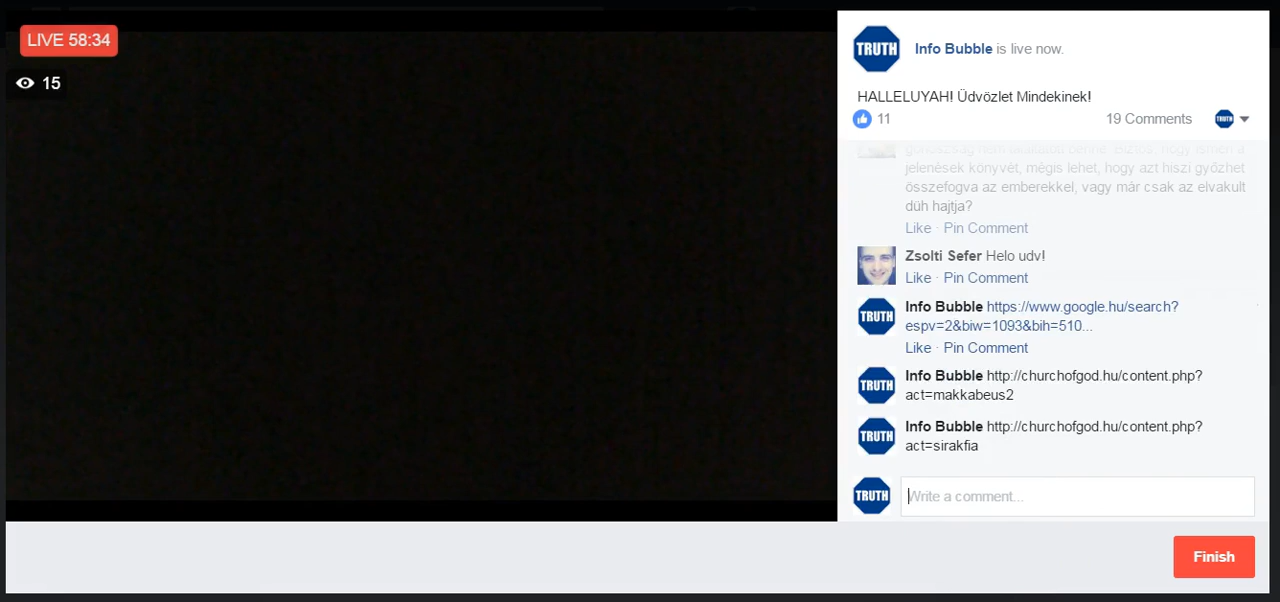 LIVE 58:34
15
TRUTH
Info Bubble is live now.
HALLELUYAH! Üdvözlet Mindekinek!
11
19 Comments
TRUTH
jelenések könyvét, mégis lehet, hogy azt hiszi győzhet
összefogva az emberekkel, vagy már csak az elvakult
düh hajtja?
Like · Pin Comment
Zsolti Sefer Helo udv!
Like · Pin Comment
TRUTH
Info Bubble https://www.google.hu/search?
espv=2&biw=1093&bih=510...
Like · Pin Comment
TRUTH
Info Bubble http://churchofgod.hu/content.php?
act=makkabeus2
TRUTH
Info Bubble http://churchofgod.hu/content.php?
act=sirakfia
TRUTH
Write a comment...
Finish